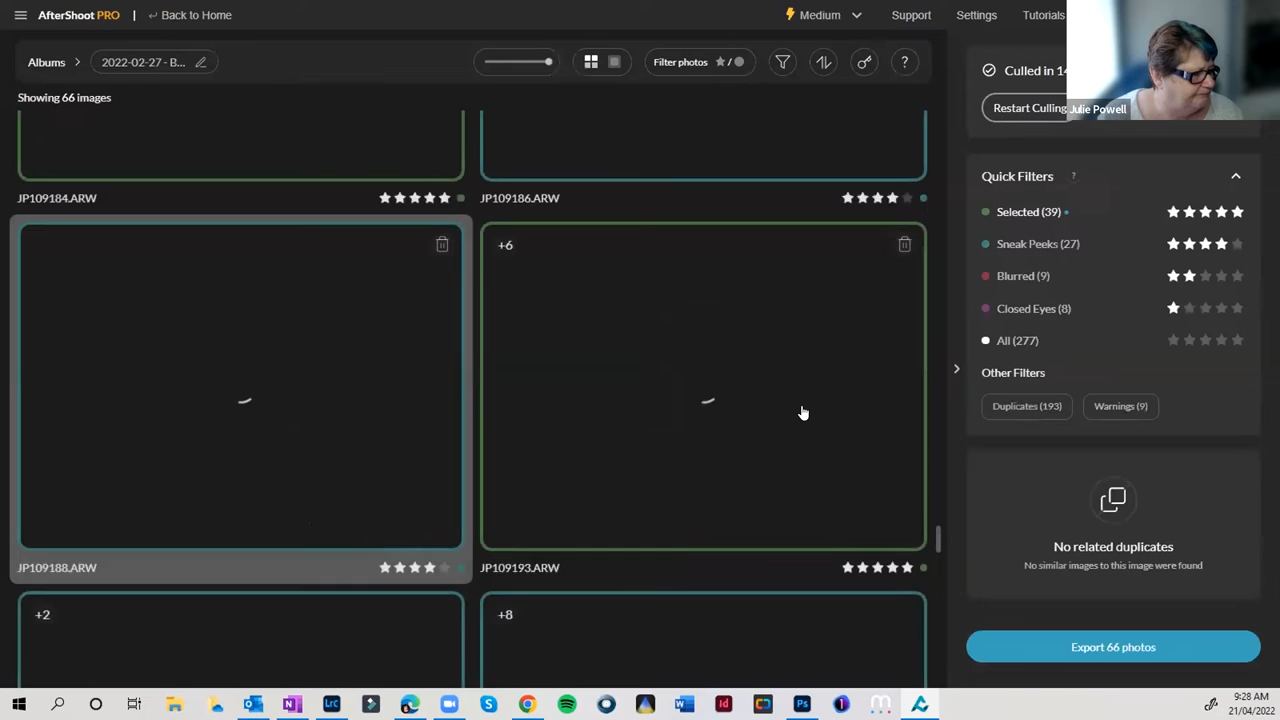 AfterShoot PRO | Back to Home Medium Support Settings Tutorials
Albums > 2022-02-27 - B... Filter photos / ?
Showing 66 images
JP109184.ARW
JP109186.ARW
+6
JP109188.ARW
JP109193.ARW
+2
+8
Culled in 14
Restart Culling
Julie Powell
Quick Filters ?
Selected (39)
Sneak Peeks (27)
Blurred (9)
Closed Eyes (8)
All (277)
Other Filters
Duplicates (193) Warnings (9)
No related duplicates
No similar images to this image were found
Export 66 photos
9:28 AM
21/04/2022